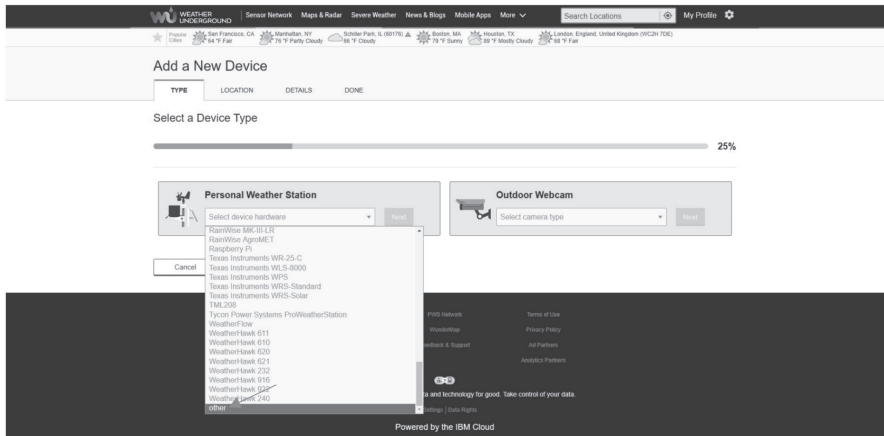 WEATHER UNDERGROUND
Sensor Network Maps & Radar Severe Weather News & Blogs Mobile Apps More
Search Locations
My Profile
Popular Cities
San Francisco, CA
64 °F Fair
Manhattan, NY
76 °F Partly Cloudy
Schiller Park, IL (60176)
86 °F Cloudy
Boston, MA
79 °F Sunny
Houston, TX
89 °F Mostly Cloudy
London, England, United Kingdom (WC2H 7DE)
68 °F Fair
Add a New Device
TYPE LOCATION DETAILS DONE
Select a Device Type
25%
Personal Weather Station
Select device hardware
Next
Outdoor Webcam
Select camera type
Next
RainWise MK-III-LR
RainWise AgroMET
Raspberry Pi
Texas Instruments WR-25-C
Texas Instruments WLS-8000
Texas Instruments WPS
Texas Instruments WRS-Standard
Texas Instruments WRS-Solar
TML208
Tycon Power Systems ProWeatherStation
WeatherFlow
WeatherHawk 611
WeatherHawk 610
WeatherHawk 620
WeatherHawk 621
WeatherHawk 232
WeatherHawk 916
WeatherHawk 922
WeatherHawk 240
other
Cancel
PWS Network
Terms of Use
WunderMap
Privacy Policy
& Support
Ad Partners
Analytics Partners
and technology for good. Take control of your data.
Settings | Data Rights
Powered by the IBM Cloud